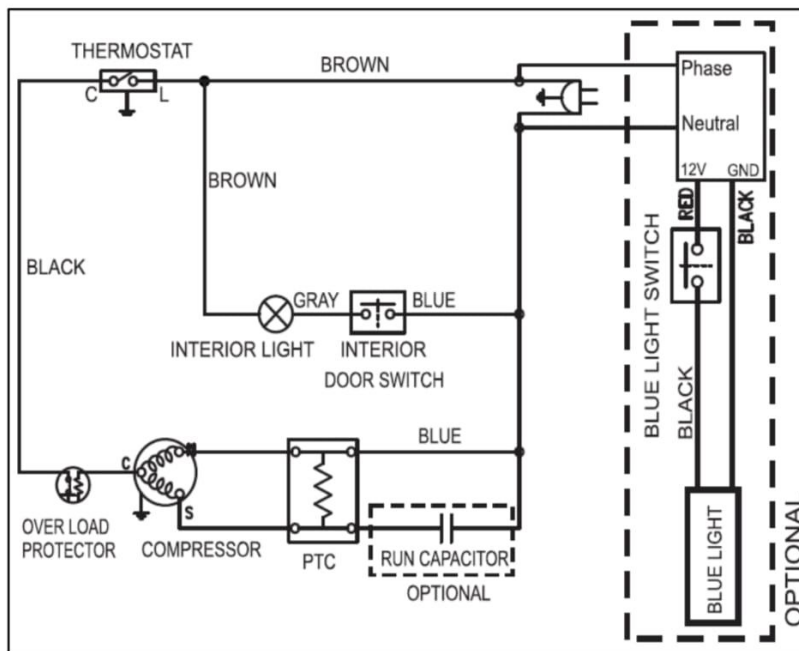 THERMOSTAT
C
L
BROWN
Phase
Neutral
12V GND
RED
BLACK
BROWN
BLACK
BLUE LIGHT SWITCH
GRAY
BLUE
INTERIOR LIGHT
INTERIOR
DOOR SWITCH
BLACK
BLUE
C
M
S
OVER LOAD
PROTECTOR
COMPRESSOR
PTC
RUN CAPACITOR
OPTIONAL
BLUE LIGHT
OPTIONAL